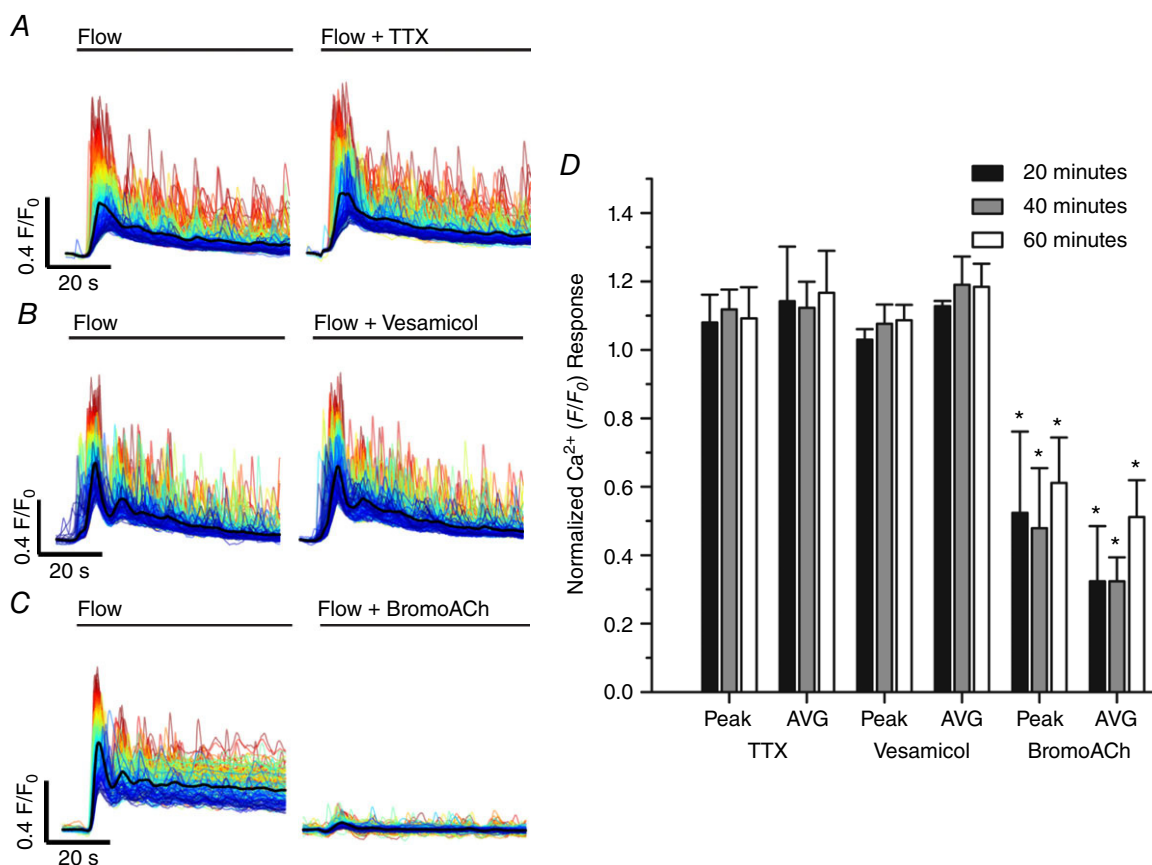 A
Flow
Flow + TTX
0.4 F/F0
20 s
B
Flow
Flow + Vesamicol
0.4 F/F0
20 s
C
Flow
Flow + BromoACh
0.4 F/F0
20 s
D
20 minutes
40 minutes
60 minutes
Normalized Ca2+ (F/F0) Response
1.4
1.2
1.0
0.8
0.6
0.4
0.2
0.0
* * * * * *
Peak AVG Peak AVG Peak AVG
TTX Vesamicol BromoACh